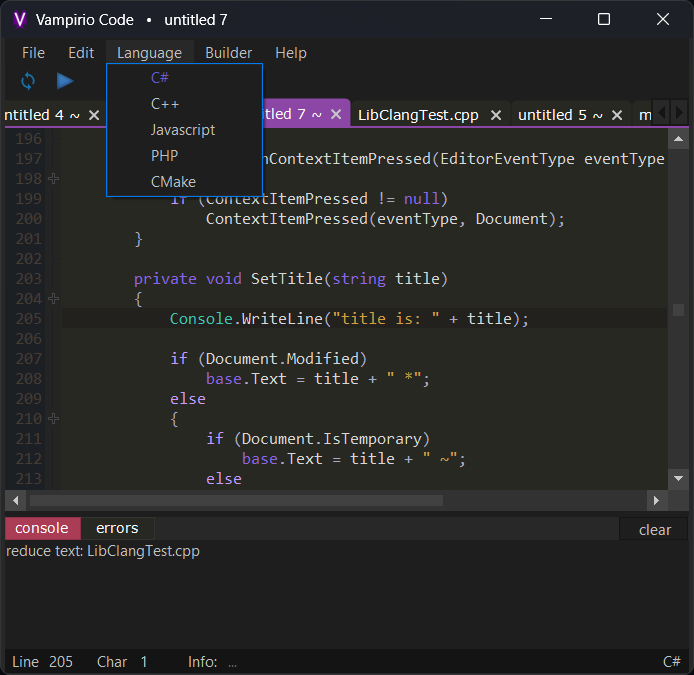 Vampirio Code • untitled 7
File Edit Language Builder Help
C#
C++
Javascript
PHP
CMake
ntitled 4 ~ × tled 7 ~ × LibClangTest.cpp × untitled 5 ~ × m
196
197 nContextItemPressed(EditorEventType eventType
198
199 if (ContextItemPressed != null)
200 ContextItemPressed(eventType, Document);
201 }
202
203 private void SetTitle(string title)
204 {
205 Console.WriteLine("title is: " + title);
206
207 if (Document.Modified)
208 base.Text = title + " *";
209 else
210 {
211 if (Document.IsTemporary)
212 base.Text = title + " ~";
213 else
console errors clear
reduce text: LibClangTest.cpp
Line 205 Char 1 Info: ... C#